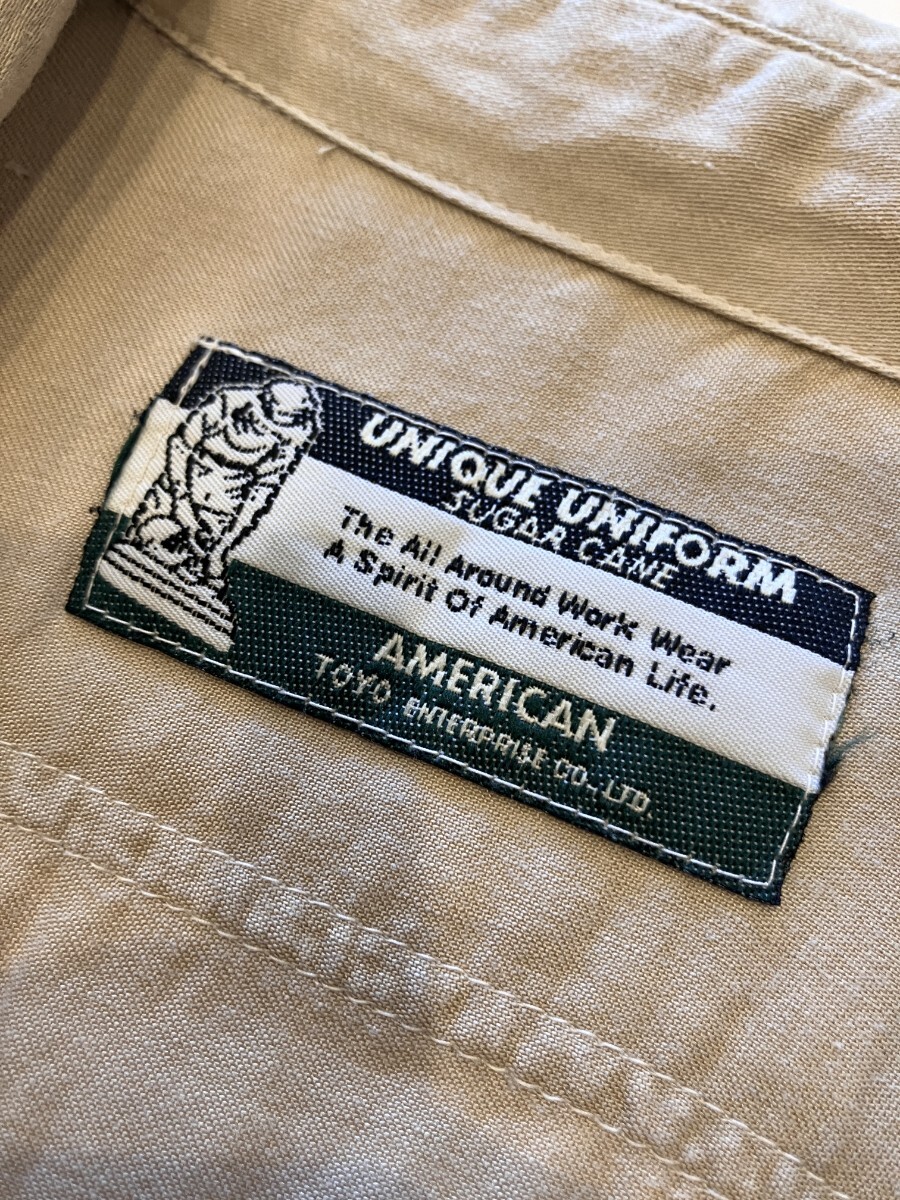 UNIQUE UNIFORM
SUGAR CANE
The All Around Work Wear
A Spirit Of American Life.
AMERICAN
TOYO ENTERPRISE CO., LTD.